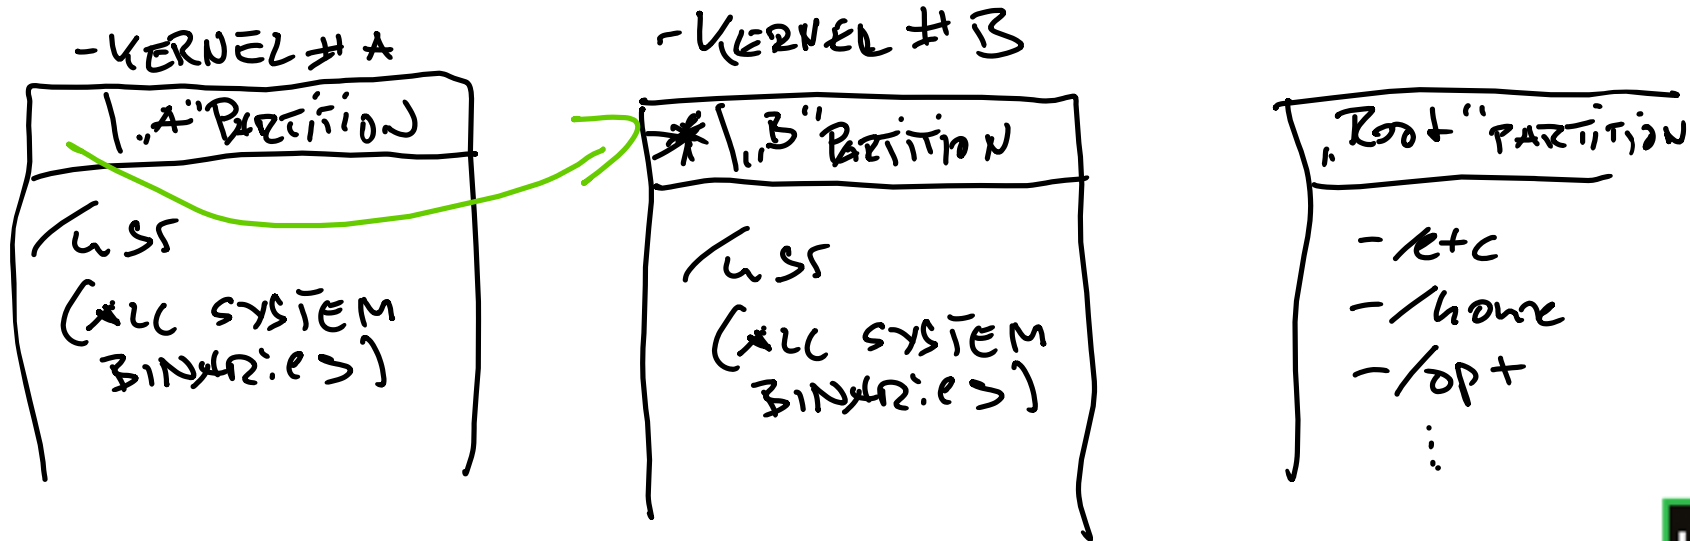 - KERNEL # A
„A" PARTITION
/usr
(ALL SYSTEM
BINARIES)
- KERNEL # B
* „B" PARTITION
/usr
(ALL SYSTEM
BINARIES)
„Root" PARTITION
- /etc
- /home
- /opt
⋮